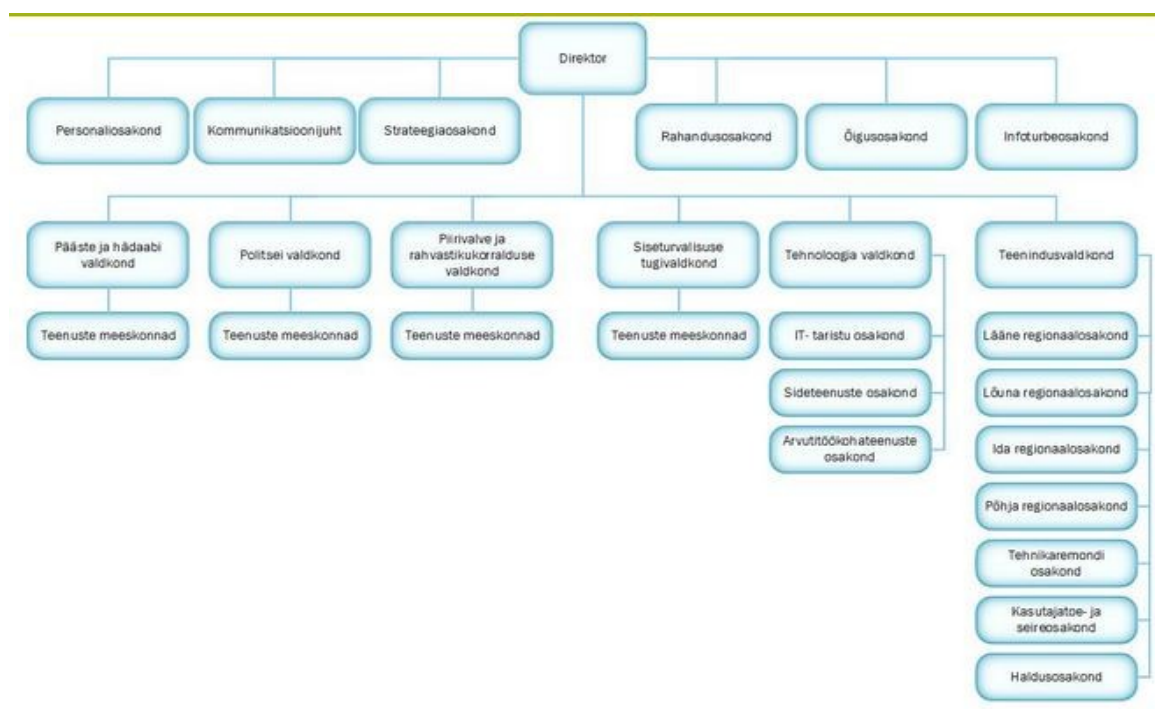 Direktor
Personaliosakond
Kommunikatsioonijuht
Strateegiaosakond
Rahandusosakond
Õigusosakond
Infoturbeosakond
Pääste ja hädaabi
valdkond
Politsei valdkond
Piirivalve ja
rahvastikukorralduse
valdkond
Siseturvalisuse
tugivaldkond
Tehnoloogia valdkond
Teenindusvaldkond
Teenuste meeskonnad
Teenuste meeskonnad
Teenuste meeskonnad
Teenuste meeskonnad
IT- taristu osakond
Sideteenuste osakond
Arvutitöökohateenuste
osakond
Lääne regionaalosakond
Lõuna regionaalosakond
Ida regionaalosakond
Põhja regionaalosakond
Tehnikaremondi
osakond
Kasutajatoe- ja
seireosakond
Haldusosakond